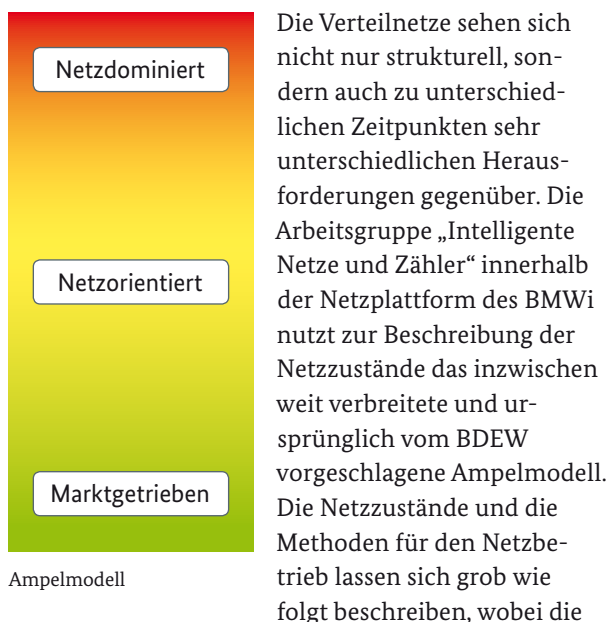 Netzdominiert
Netzorientiert
Marktgetrieben
Ampelmodell
Die Verteilnetze sehen sich
nicht nur strukturell, son-
dern auch zu unterschied-
lichen Zeitpunkten sehr
unterschiedlichen Heraus-
forderungen gegenüber. Die
Arbeitsgruppe „Intelligente
Netze und Zähler“ innerhalb
der Netzplattform des BMWi
nutzt zur Beschreibung der
Netzzustände das inzwischen
weit verbreitete und ur-
sprünglich vom BDEW
vorgeschlagene Ampelmodell.
Die Netzzustände und die
Methoden für den Netzbe-
trieb lassen sich grob wie
folgt beschreiben, wobei die